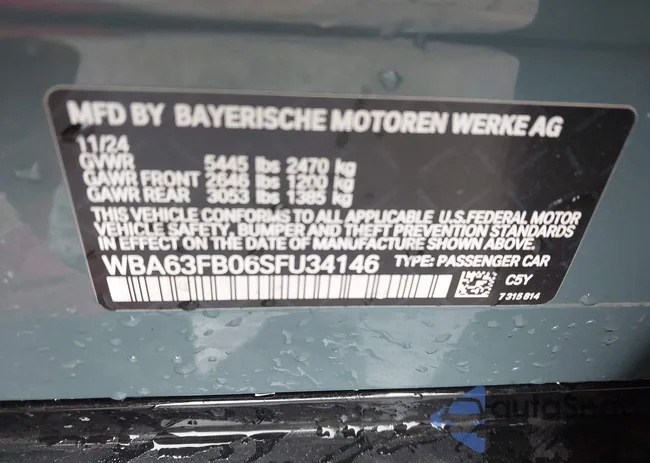 MFD BY BAYERISCHE MOTOREN WERKE AG
11/24
GVWR 5445 lbs 2470 kg
GAWR FRONT 2646 lbs 1200 kg
GAWR REAR 3053 lbs 1385 kg
THIS VEHICLE CONFORMS TO ALL APPLICABLE U.S.FEDERAL MOTOR
VEHICLE SAFETY, BUMPER AND THEFT PREVENTION STANDARDS
IN EFFECT ON THE DATE OF MANUFACTURE SHOWN ABOVE.
WBA63FB06SFU34146 TYPE: PASSENGER CAR
C5Y
7 316 814